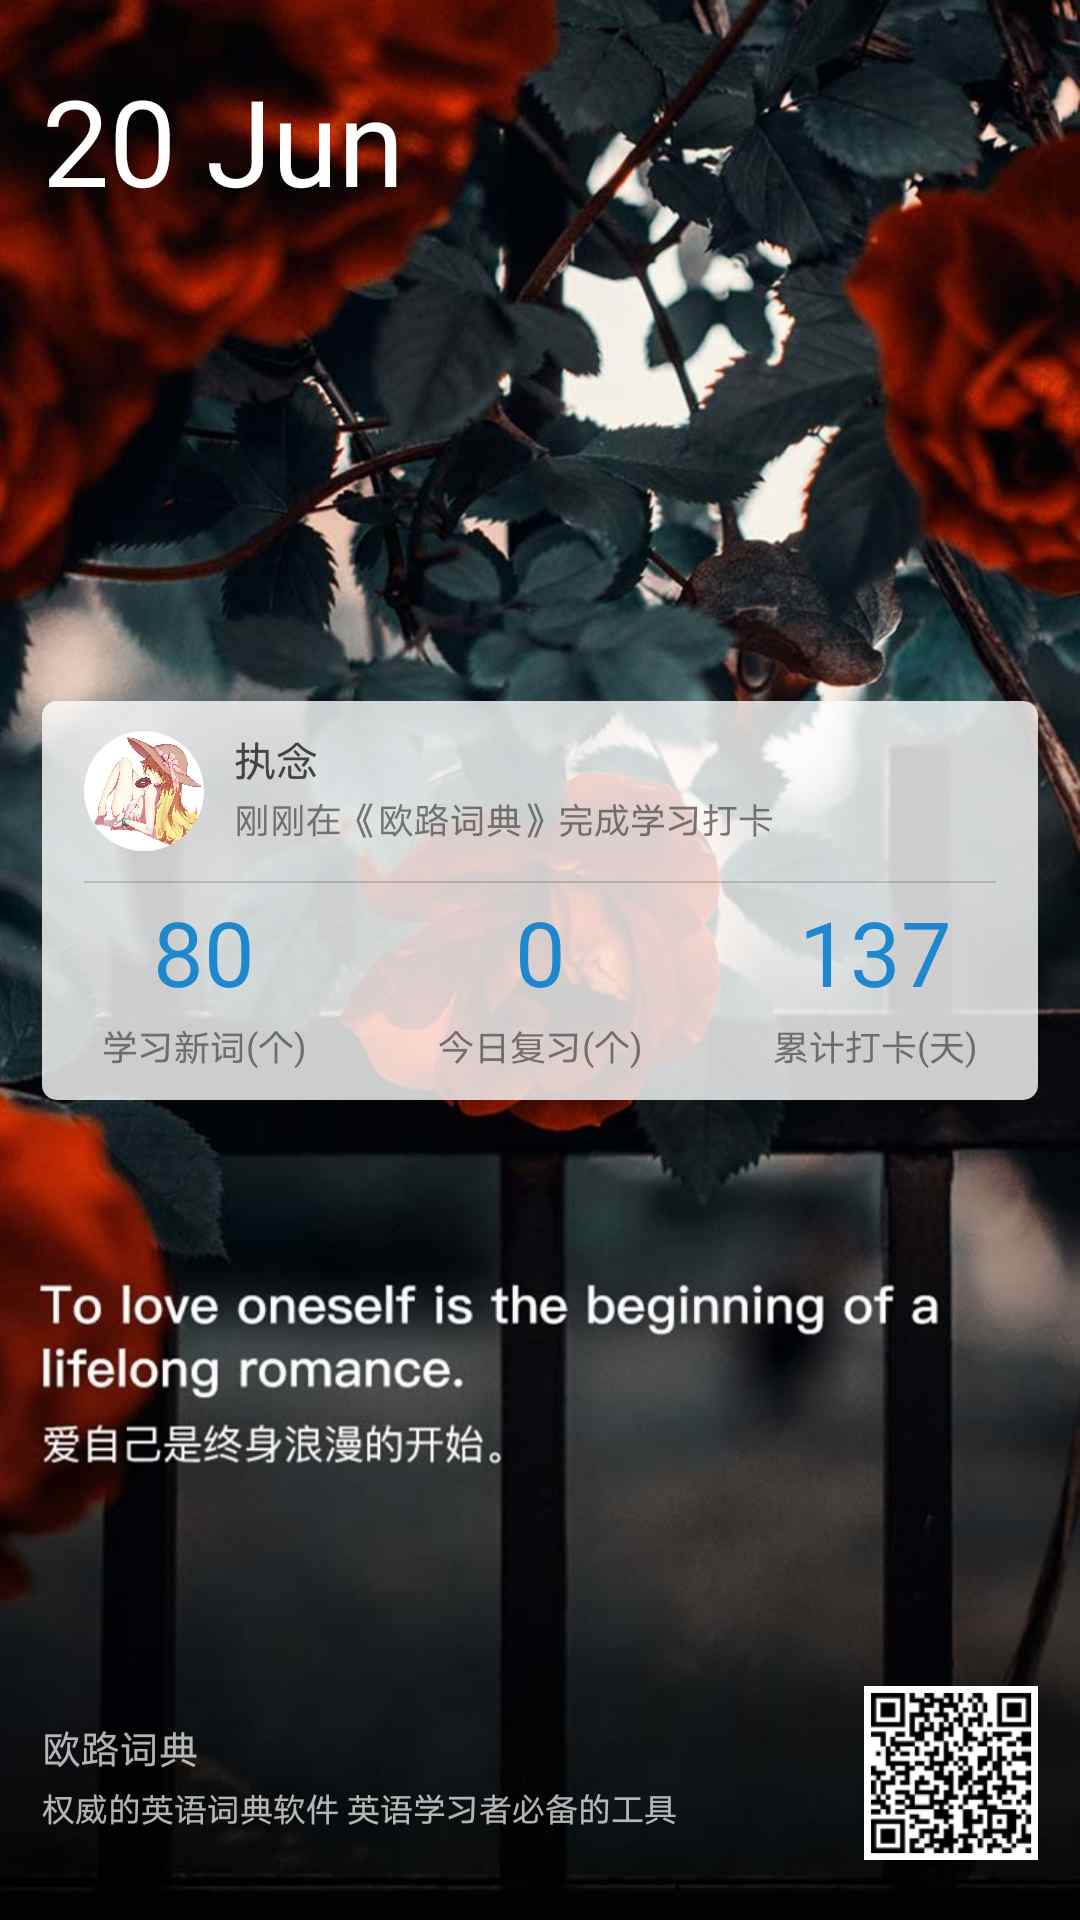 20 Jun
执念
刚刚在《欧路词典》完成学习打卡
80 0 137
学习新词(个) 今日复习(个) 累计打卡(天)
To love oneself is the beginning of a
lifelong romance.
爱自己是终身浪漫的开始。
欧路词典
权威的英语词典软件 英语学习者必备的工具